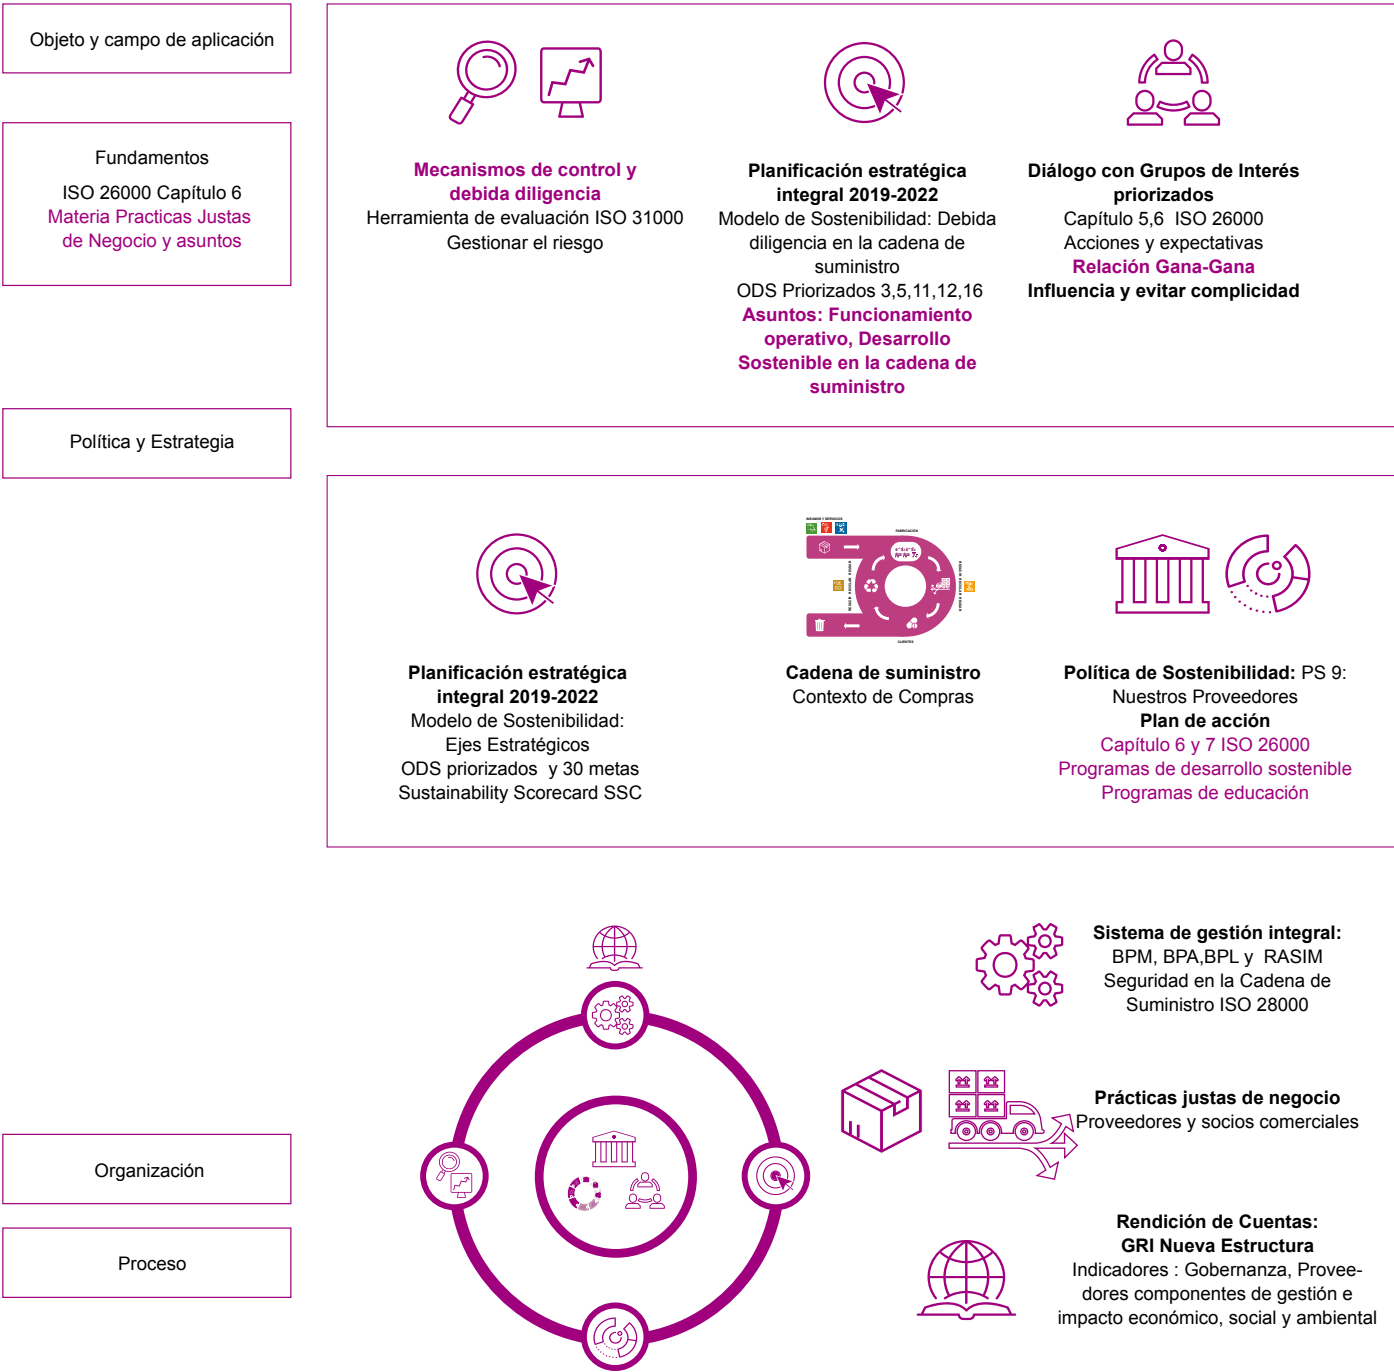 Objeto y campo de aplicación
Fundamentos
ISO 26000 Capítulo 6
Materia Practicas Justas
de Negocio y asuntos
Mecanismos de control y
debida diligencia
Herramienta de evaluación ISO 31000
Gestionar el riesgo
Planificación estratégica
integral 2019-2022
Modelo de Sostenibilidad: Debida
diligencia en la cadena de
suministro
ODS Priorizados 3,5,11,12,16
Asuntos: Funcionamiento
operativo, Desarrollo
Sostenible en la cadena de
suministro
Diálogo con Grupos de Interés
priorizados
Capítulo 5,6 ISO 26000
Acciones y expectativas
Relación Gana-Gana
Influencia y evitar complicidad
Política y Estrategia
Planificación estratégica
integral 2019-2022
Modelo de Sostenibilidad:
Ejes Estratégicos
ODS priorizados y 30 metas
Sustainability Scorecard SSC
INSUMOS Y SERVICIOS
FABRICACIÓN
CLIENTES
Cadena de suministro
Contexto de Compras
Política de Sostenibilidad: PS 9:
Nuestros Proveedores
Plan de acción
Capítulo 6 y 7 ISO 26000
Programas de desarrollo sostenible
Programas de educación
Organización
Proceso
Sistema de gestión integral:
BPM, BPA,BPL y RASIM
Seguridad en la Cadena de
Suministro ISO 28000
Prácticas justas de negocio
Proveedores y socios comerciales
Rendición de Cuentas:
GRI Nueva Estructura
Indicadores : Gobernanza, Provee-
dores componentes de gestión e
impacto económico, social y ambiental